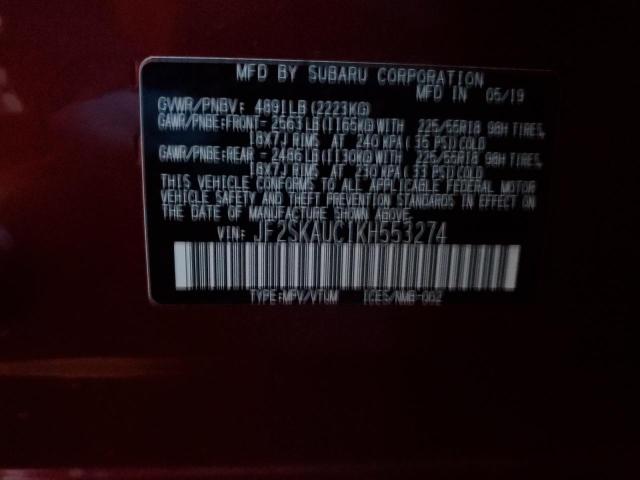 MFD BY SUBARU CORPORATION
MFD IN 05/19
GVWR/PNBV: 4891LB(2223KG)
GAWR/PNBE:FRONT- 2563LB(1165KG)WITH 225/55R18 98H TIRES,
18X7J RIMS AT 240 KPA( 35 PSI)COLD
GAWR/PNBE:REAR - 2486LB(1130KG)WITH 225/55R18 98H TIRES,
18X7J RIMS AT 230 KPA( 33 PSI)COLD
THIS VEHICLE CONFORMS TO ALL APPLICABLE FEDERAL MOTOR
VEHICLE SAFETY AND THEFT PREVENTION STANDARDS IN EFFECT
ON THE DATE OF MANUFACTURE SHOWN ABOVE.
VIN: JF2SKAUC1KH553274
TYPE:MPV/VTUM ICES/NMB-002